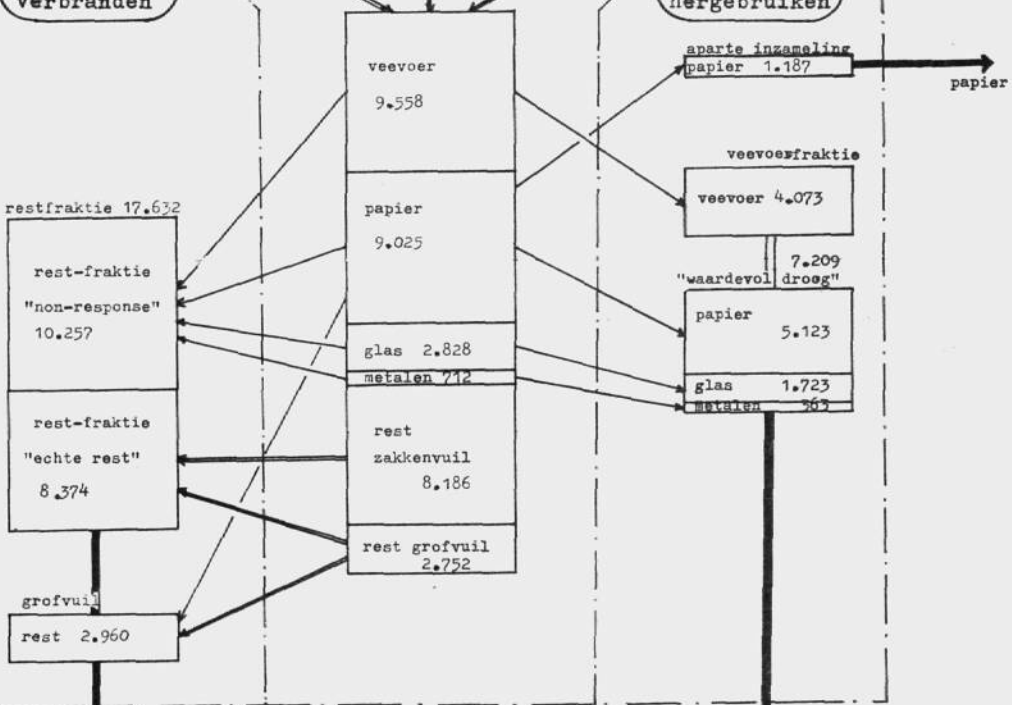 verbranden
hergebruiken
veevoer
9.558
papier
9.025
glas 2.828
metalen 712
rest
zakkenvuil
8.186
rest grofvuil
2.752
restfraktie 17.632
rest-fraktie
"non-response"
10.257
rest-fraktie
"echte rest"
8.374
grofvuil
rest 2.960
aparte inzameling
papier 1.187
papier
veevoerfraktie
veevoer 4.073
7.209
"waardevol droog"
papier
5.123
glas 1.723
metalen 363